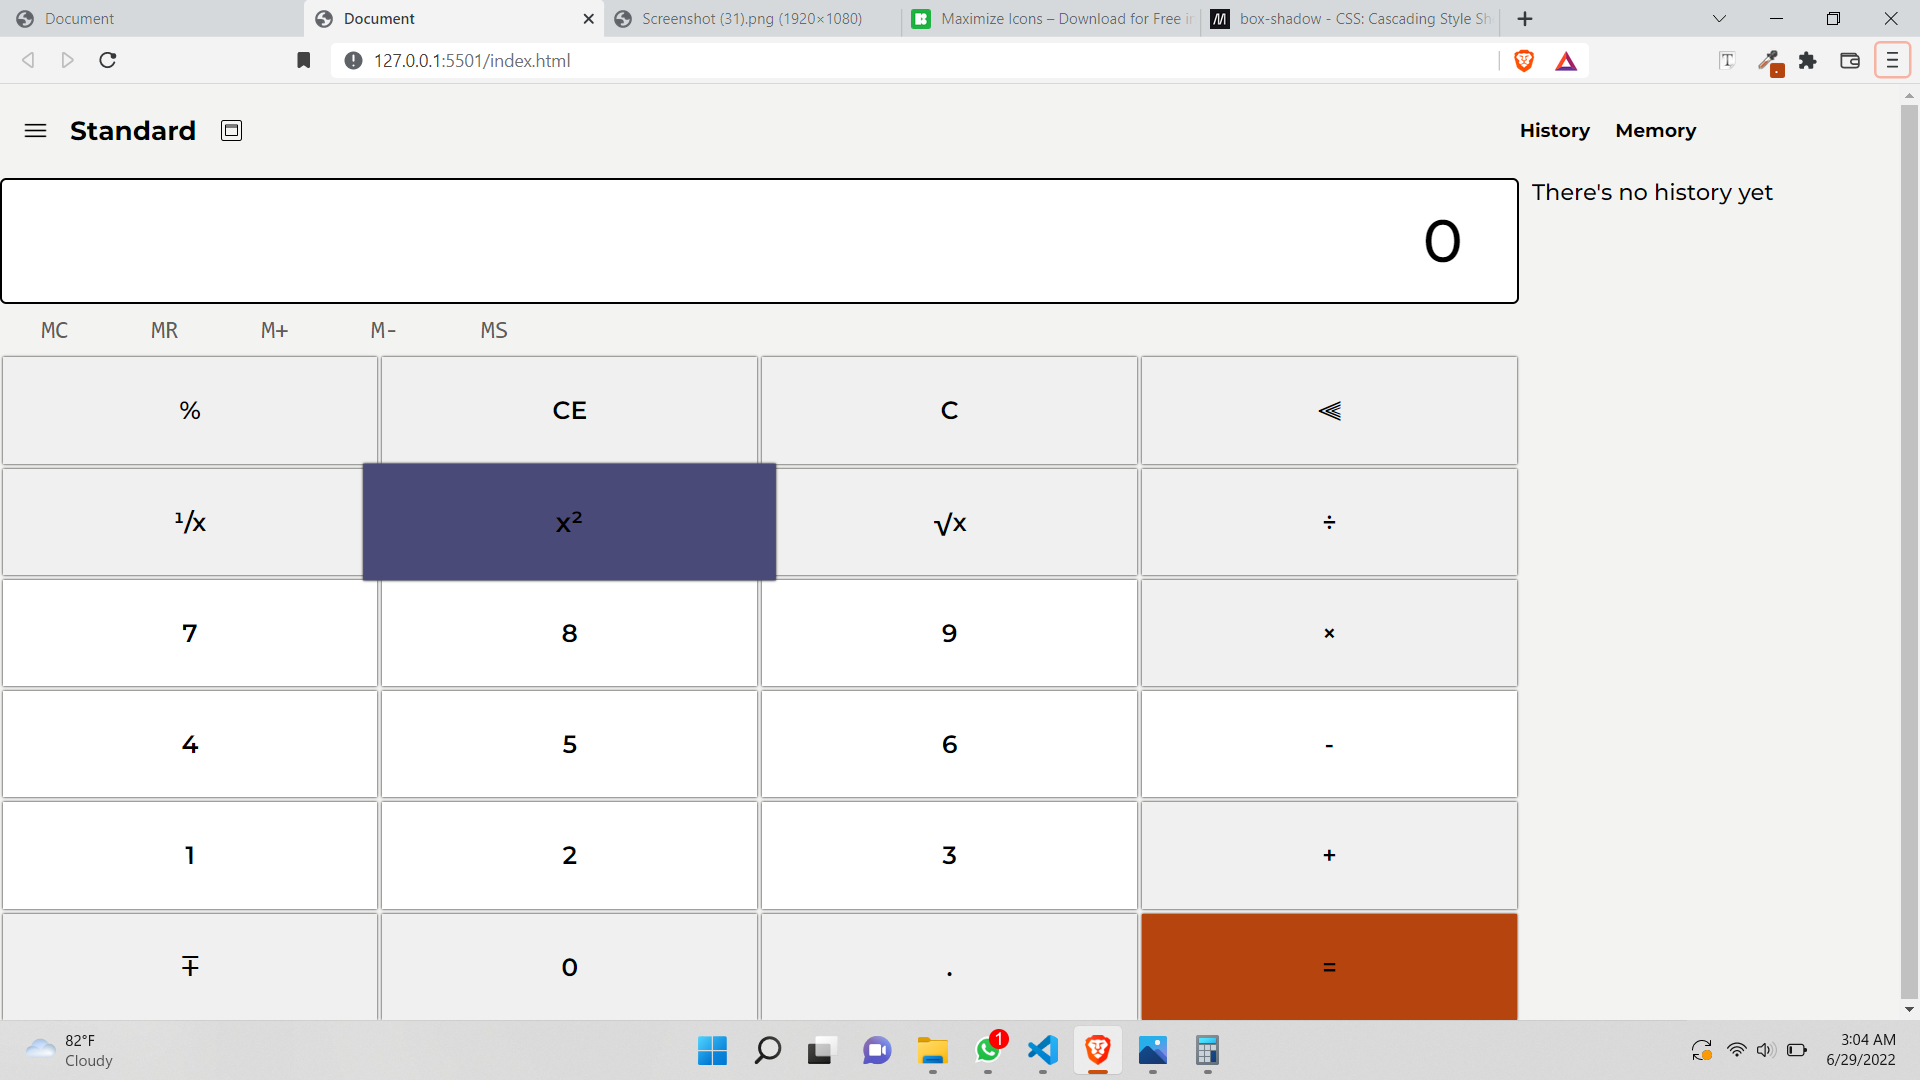 Document
Document
Screenshot (31).png (1920×1080)
Maximize Icons – Download for Free in
box-shadow - CSS: Cascading Style Sh
127.0.0.1:5501/index.html
Standard
History Memory
0
There's no history yet
MC MR M+ M- MS
% CE C ⫷
¹/x x² √x ÷
7 8 9 ×
4 5 6 -
1 2 3 +
∓ 0 . =
82°F
Cloudy
1
3:04 AM
6/29/2022